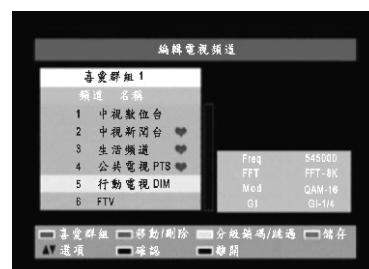 編輯電視頻道
喜愛群組 1
頻道 名稱
1 中視數位台
2 中視新聞台
3 生活頻道
4 公共電視 PTS
5 行動電視 DIM
6 FTV
Freq 545000
FFT FFT-8K
Mod QAM-16
GI GI-1/4
喜愛群組 移動/刪除 分級鎖碼/跳過 儲存
選項 確認 離開